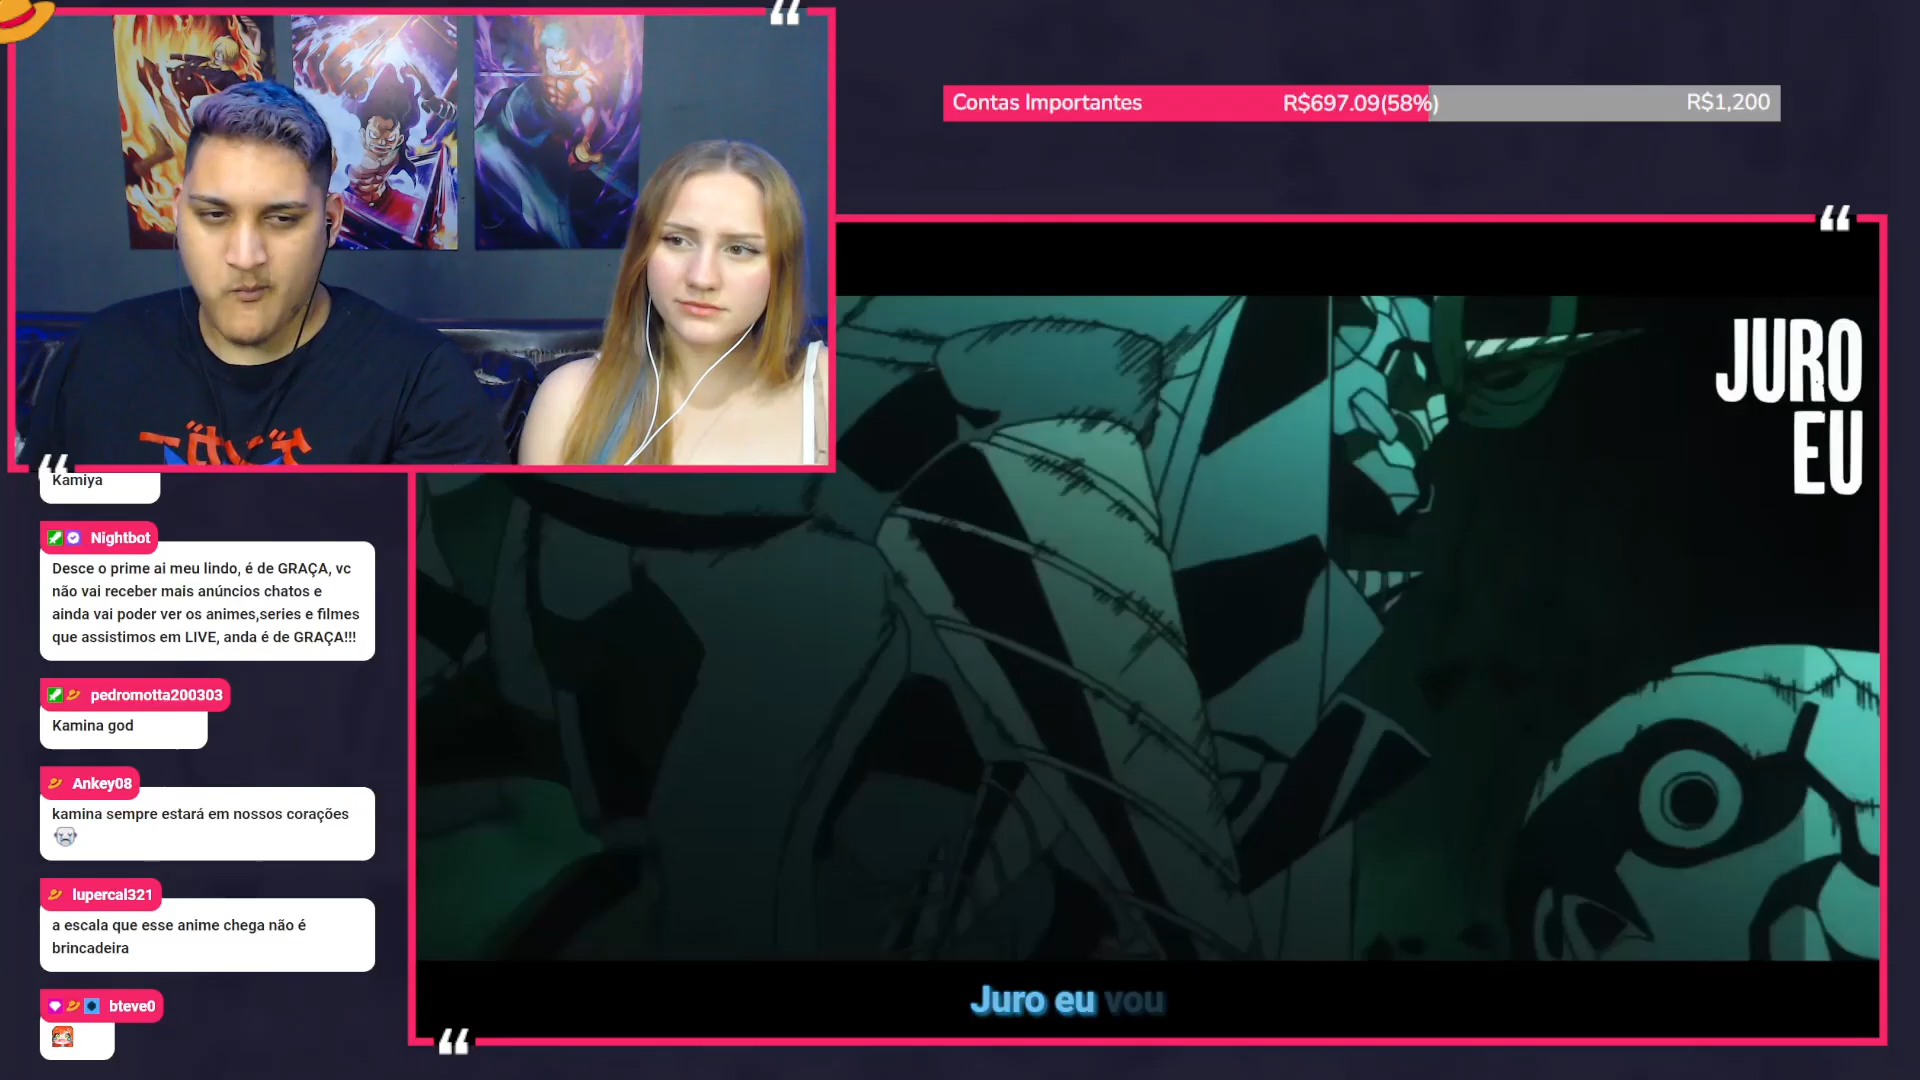 Contas Importantes R$697.09(58%) R$1,200
JURO
EU
Kamiya
Nightbot
Desce o prime ai meu lindo, é de GRAÇA, vc
não vai receber mais anúncios chatos e
ainda vai poder ver os animes,series e filmes
que assistimos em LIVE, anda é de GRAÇA!!!
pedromotta200303
Kamina god
Ankey08
kamina sempre estará em nossos corações
lupercal321
a escala que esse anime chega não é
brincadeira
bteve0
Juro eu vou